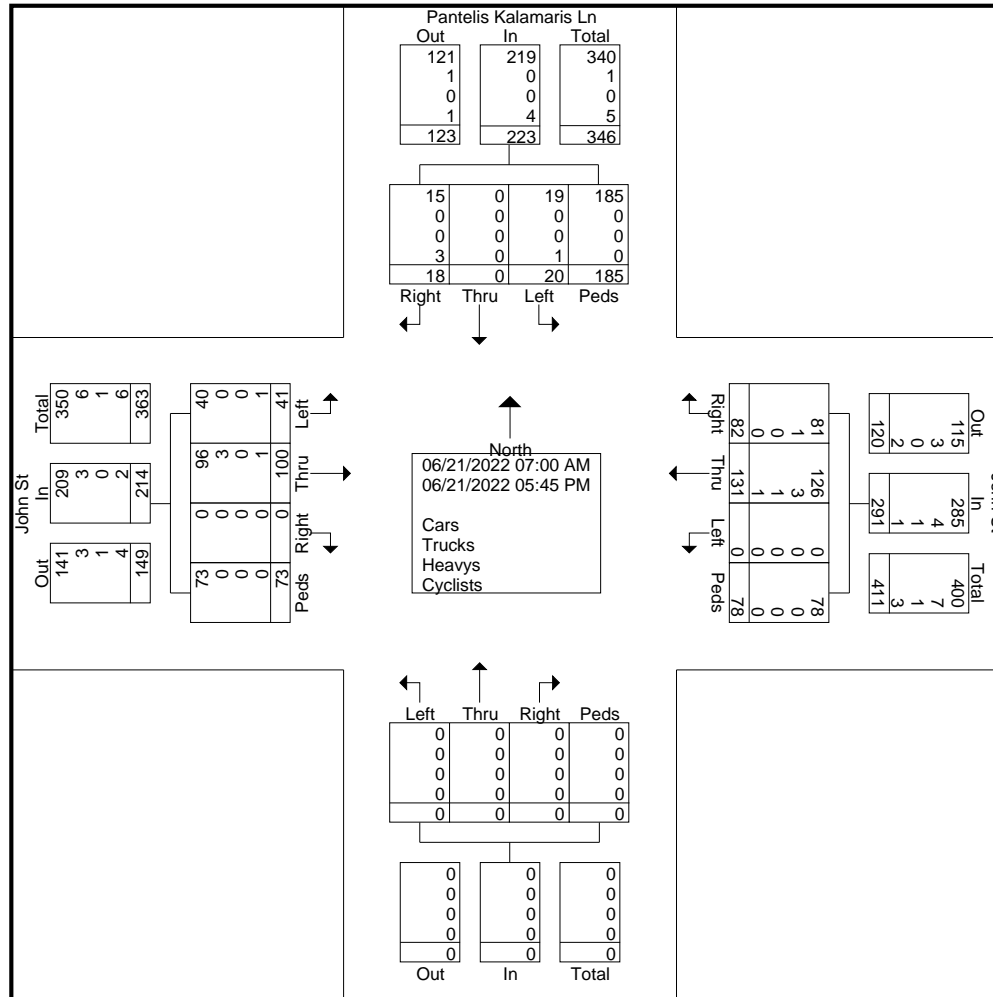 Pantelis Kalamaris Ln
Out In Total
121 219 340
1 0 1
0 0 0
1 4 5
123 223 346
15 0 19 185
0 0 0 0
0 0 0 0
3 0 1 0
18 0 20 185
Right Thru Left Peds
John St
Total In Out
350 209 141
6 3 3
1 0 1
6 2 4
363 214 149
40 96 0 73
0 3 0 0
0 0 0 0
1 1 0 0
41 100 0 73
Left Thru Right Peds
North
06/21/2022 07:00 AM
06/21/2022 05:45 PM
Cars
Trucks
Heavys
Cyclists
Right Thru Left Peds
81 126 0 78
1 3 0 0
0 1 0 0
0 1 0 0
82 131 0 78
Out In Total
115 285 400
3 4 7
0 1 1
2 1 3
120 291 411
Left Thru Right Peds
0 0 0 0
0 0 0 0
0 0 0 0
0 0 0 0
0 0 0 0
0 0 0
0 0 0
0 0 0
0 0 0
0 0 0
Out In Total